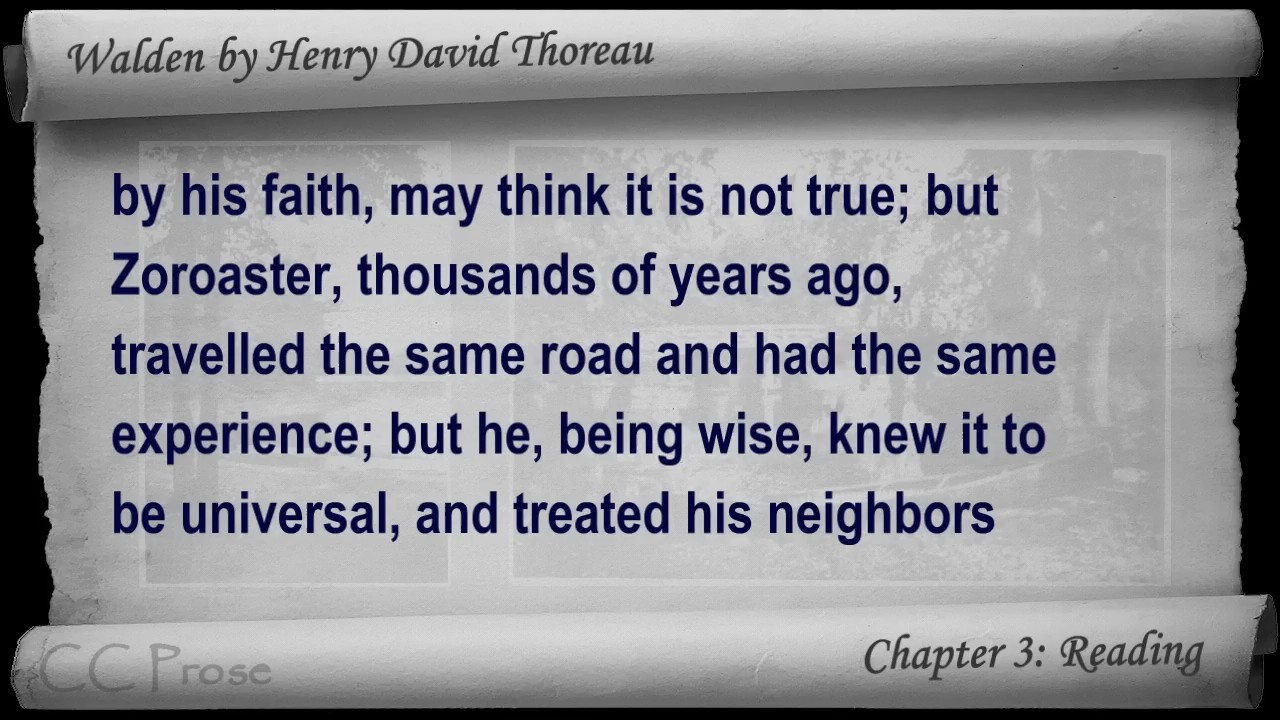 Walden by Henry David Thoreau
by his faith, may think it is not true; but
Zoroaster, thousands of years ago,
travelled the same road and had the same
experience; but he, being wise, knew it to
be universal, and treated his neighbors
CC Prose
Chapter 3: Reading